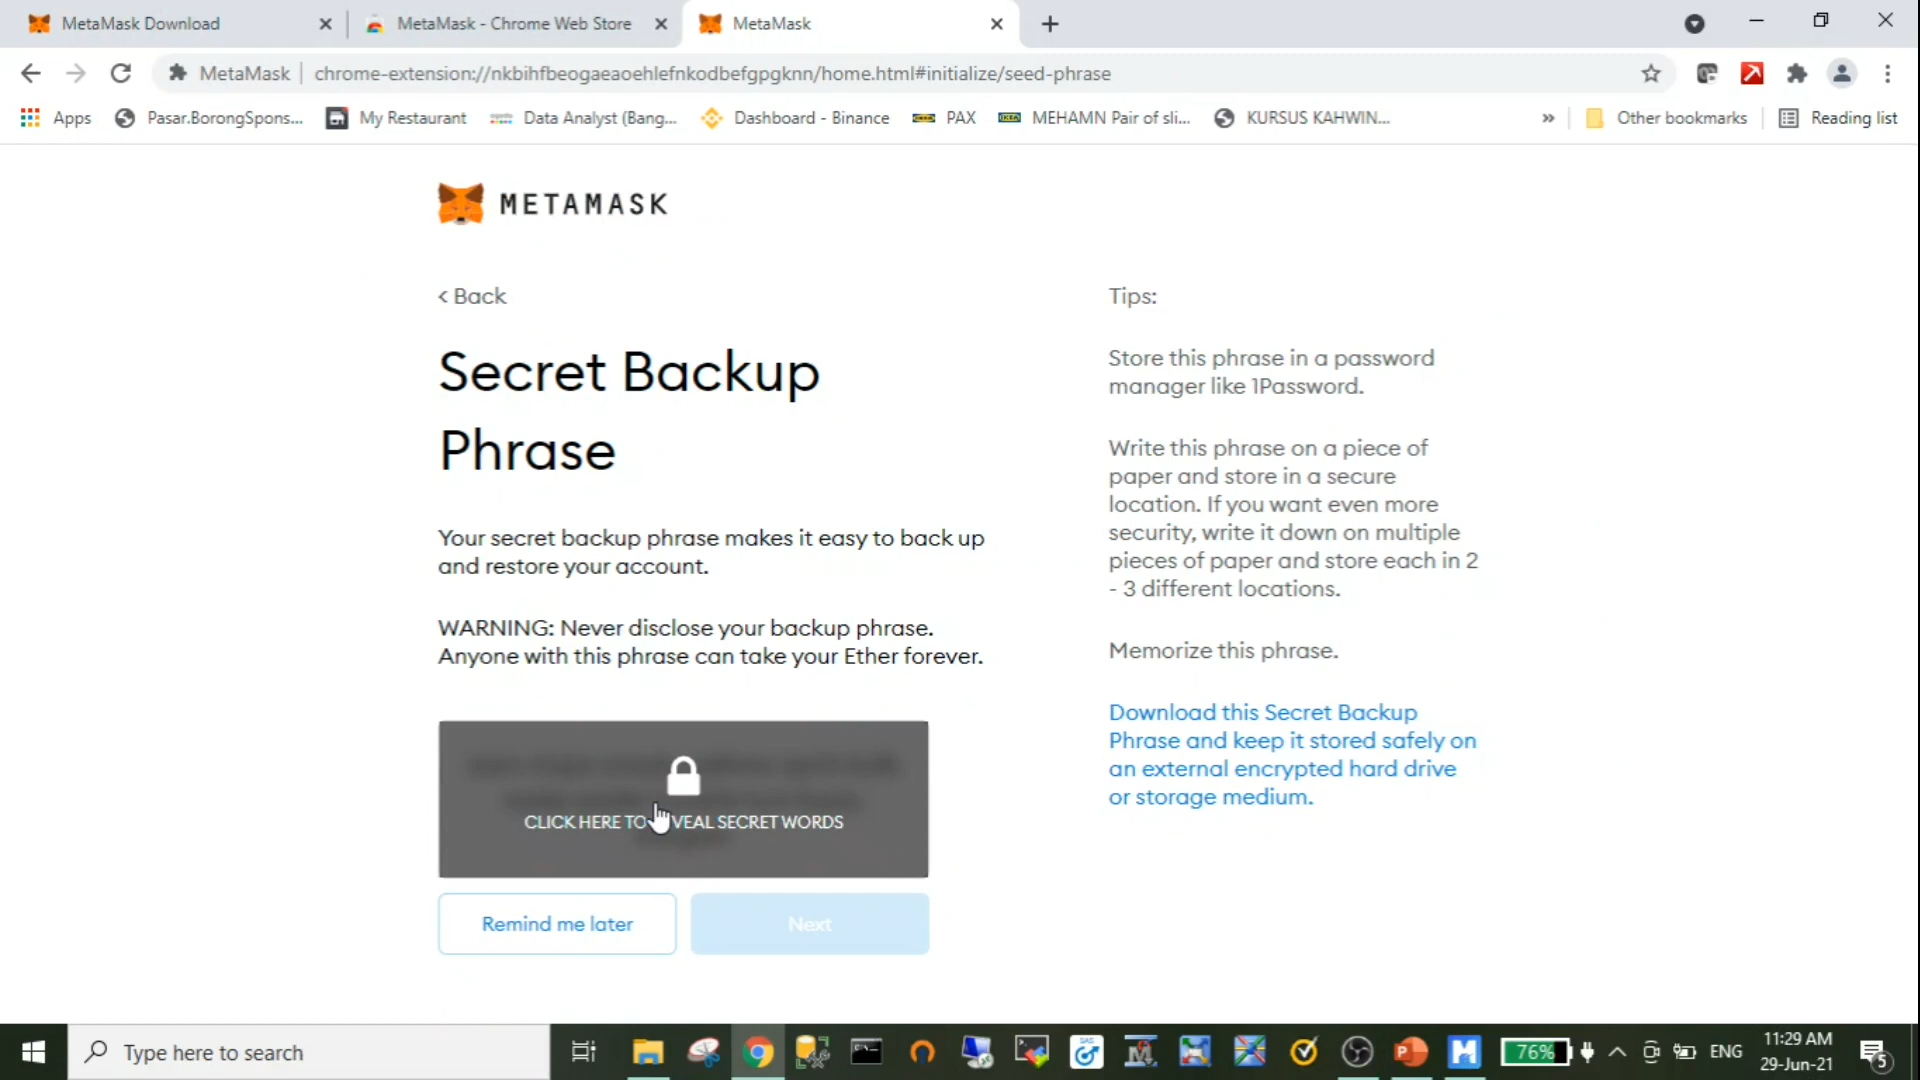 MetaMask Download
MetaMask - Chrome Web Store
MetaMask
MetaMask
chrome-extension://nkbihfbeogaeaoehlefnkodbefgpgknn/home.html#initialize/seed-phrase
Apps
Pasar.BorongSpons...
My Restaurant
Data Analyst (Bang...
Dashboard - Binance
PAX
MEHAMN Pair of sli...
KURSUS KAHWIN...
»
Other bookmarks
Reading list
METAMASK
< Back
Secret Backup
Phrase
Your secret backup phrase makes it easy to back up
and restore your account.
WARNING: Never disclose your backup phrase.
Anyone with this phrase can take your Ether forever.
CLICK HERE TO REVEAL SECRET WORDS
Remind me later
Next
Tips:
Store this phrase in a password
manager like 1Password.
Write this phrase on a piece of
paper and store in a secure
location. If you want even more
security, write it down on multiple
pieces of paper and store each in 2
- 3 different locations.
Memorize this phrase.
Download this Secret Backup
Phrase and keep it stored safely on
an external encrypted hard drive
or storage medium.
Type here to search
76%
ENG
11:29 AM
29-Jun-21
5